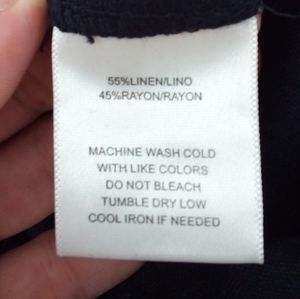 55%LINEN/LINO
45%RAYON/RAYON
MACHINE WASH COLD
WITH LIKE COLORS
DO NOT BLEACH
TUMBLE DRY LOW
COOL IRON IF NEEDED